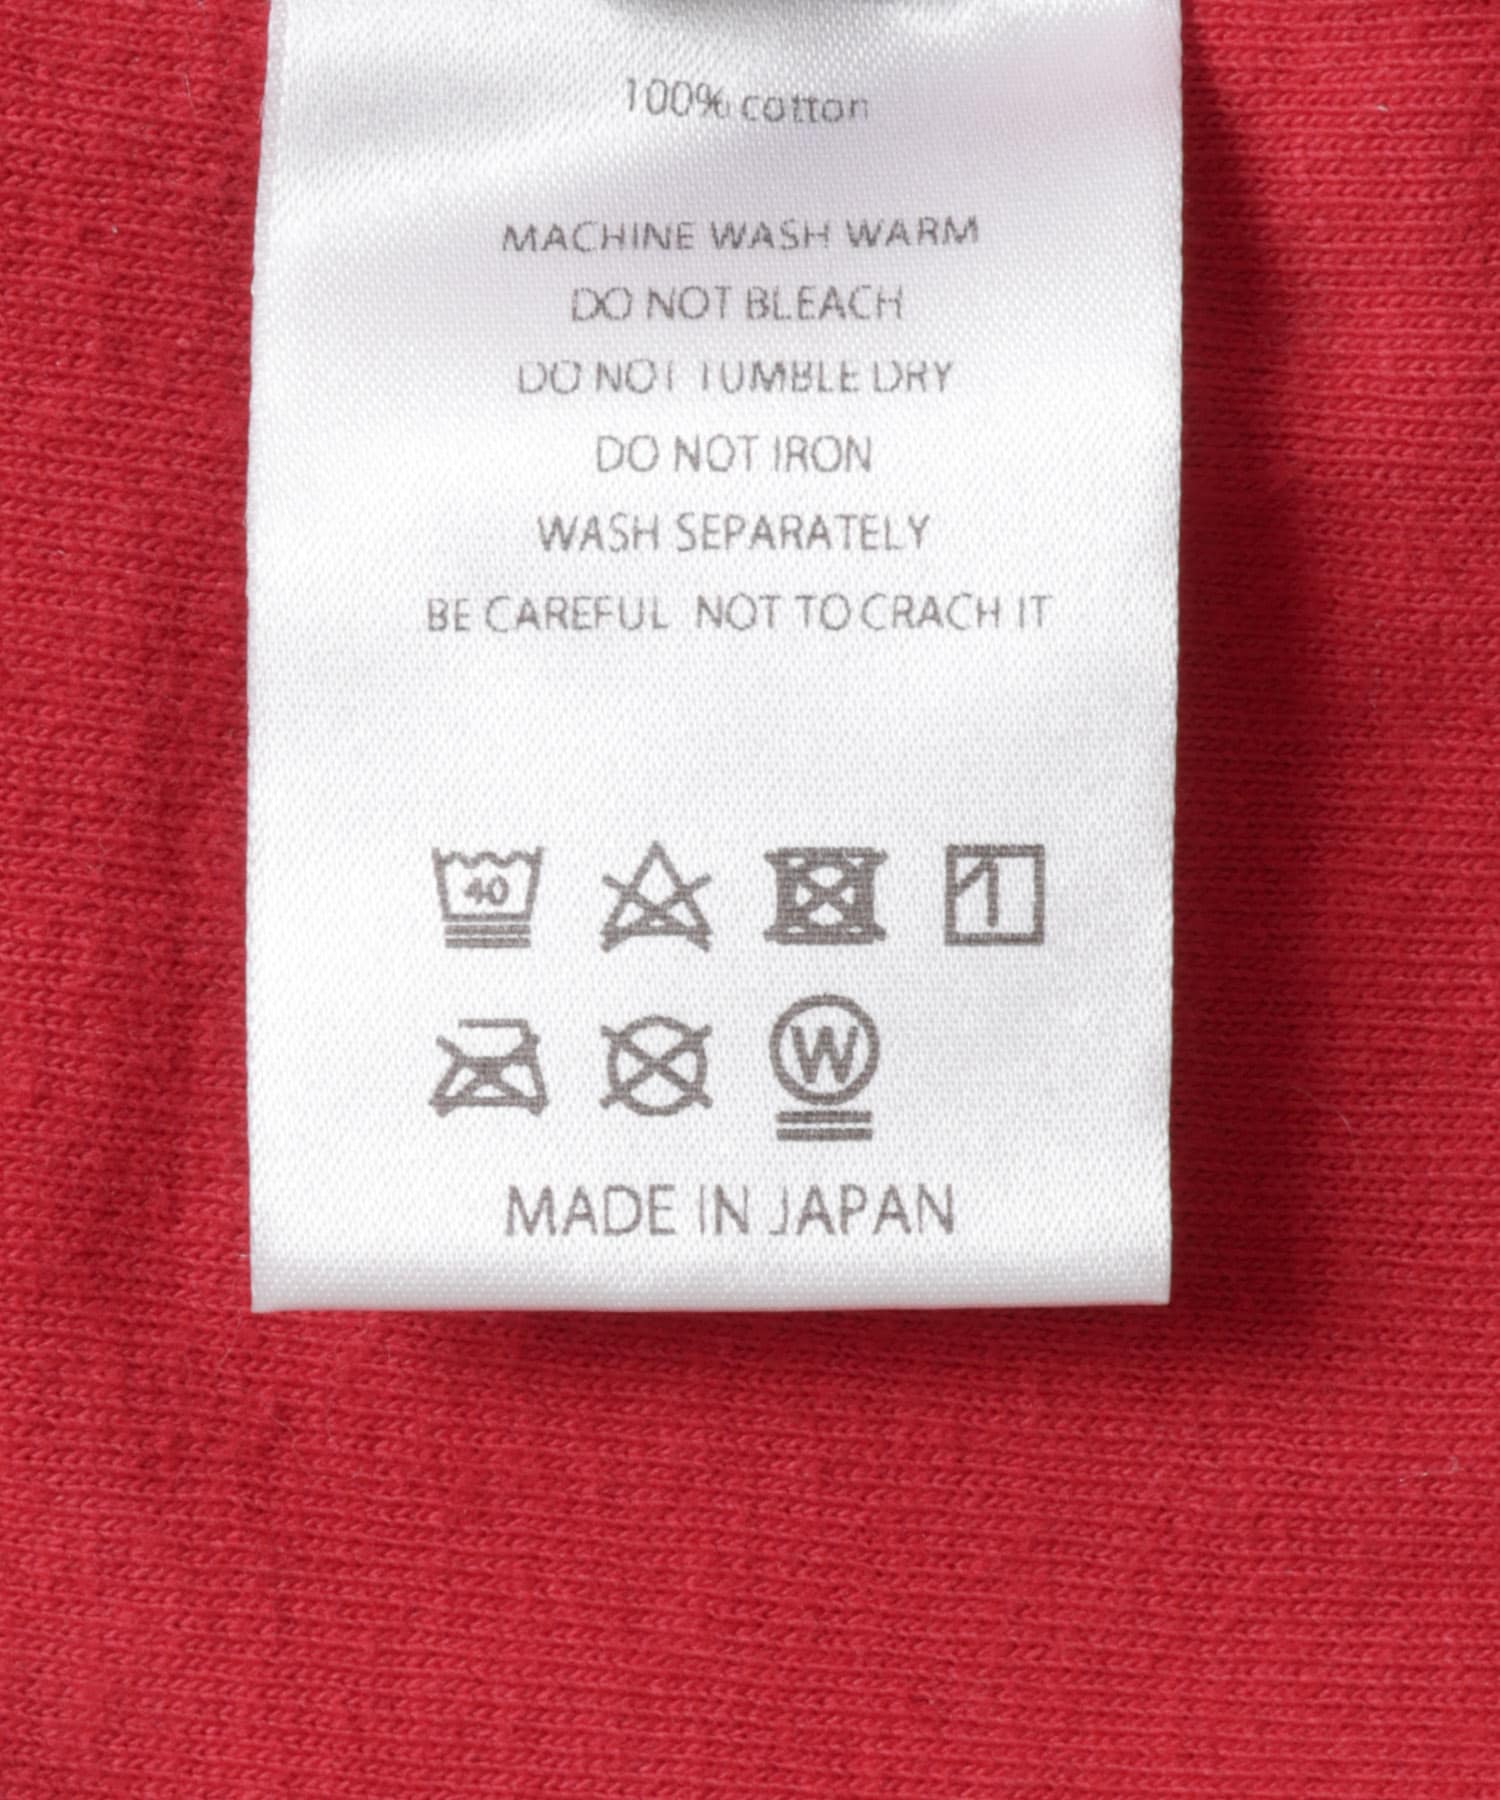 100% cotton
MACHINE WASH WARM
DO NOT BLEACH
DO NOT TUMBLE DRY
DO NOT IRON
WASH SEPARATELY
BE CAREFUL NOT TO CRACH IT
40
W
MADE IN JAPAN